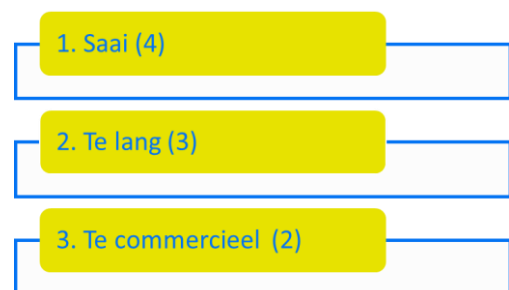 1. Saai (4)
2. Te lang (3)
3. Te commercieel (2)